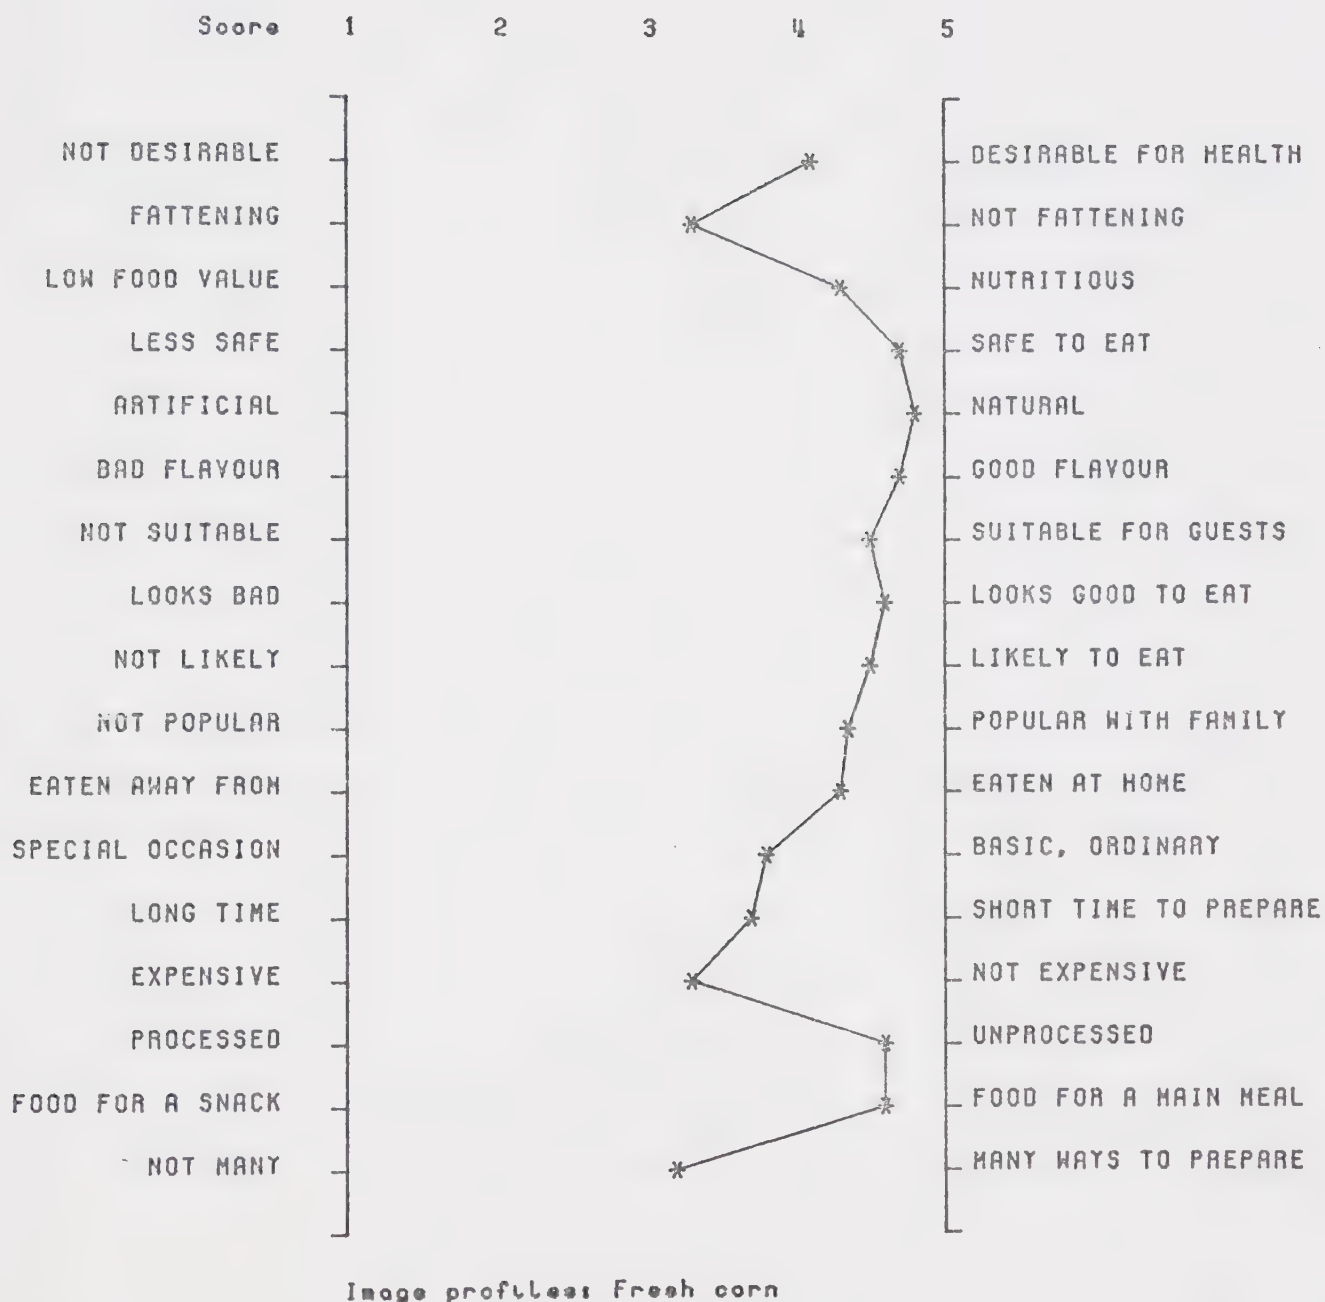 Score 1 2 3 4 5
NOT DESIRABLE DESIRABLE FOR HEALTH
FATTENING NOT FATTENING
LOW FOOD VALUE NUTRITIOUS
LESS SAFE SAFE TO EAT
ARTIFICIAL NATURAL
BAD FLAVOUR GOOD FLAVOUR
NOT SUITABLE SUITABLE FOR GUESTS
LOOKS BAD LOOKS GOOD TO EAT
NOT LIKELY LIKELY TO EAT
NOT POPULAR POPULAR WITH FAMILY
EATEN AWAY FROM EATEN AT HOME
SPECIAL OCCASION BASIC, ORDINARY
LONG TIME SHORT TIME TO PREPARE
EXPENSIVE NOT EXPENSIVE
PROCESSED UNPROCESSED
FOOD FOR A SNACK FOOD FOR A MAIN MEAL
NOT MANY MANY WAYS TO PREPARE
Image profiles: Fresh corn